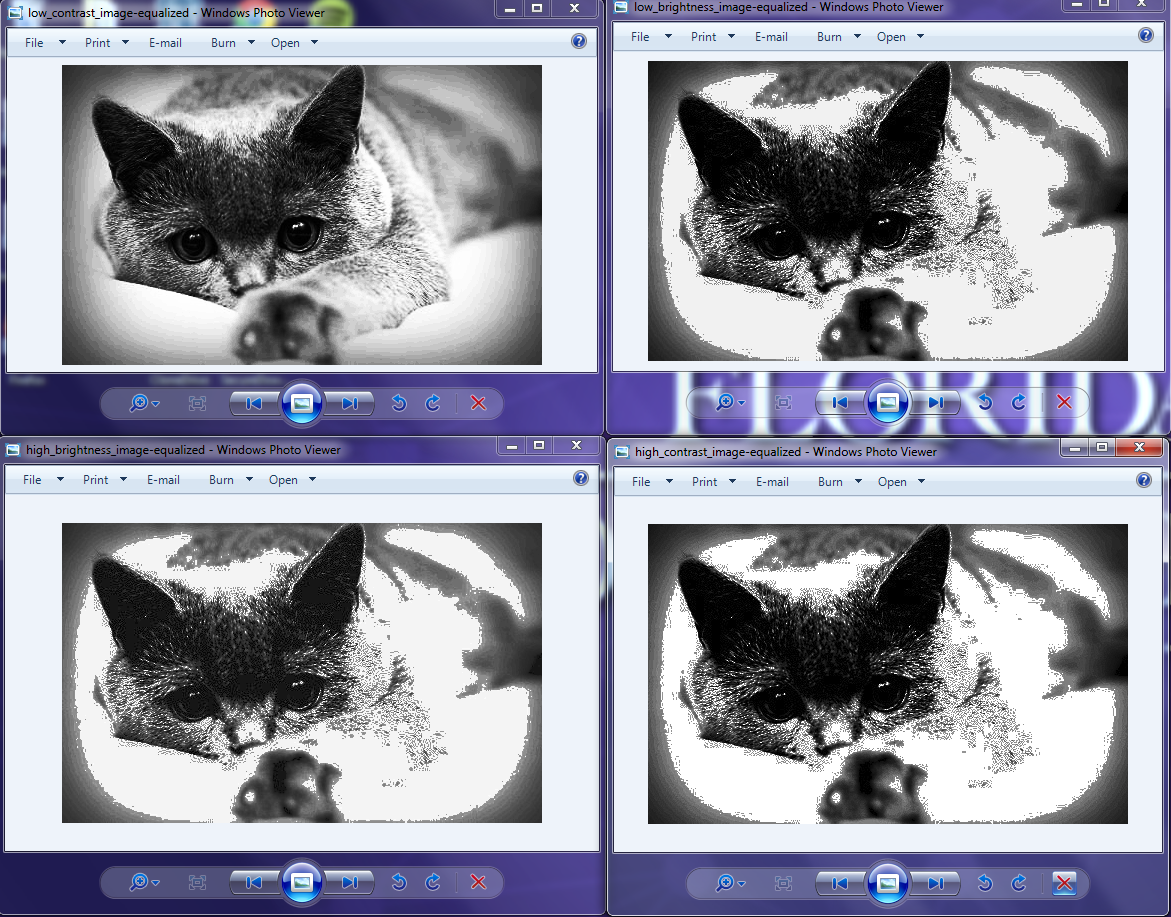 low_contrast_image-equalized - Windows Photo Viewer
File Print E-mail Burn Open
low_brightness_image-equalized - Windows Photo Viewer
File Print E-mail Burn Open
FLORIDA
high_brightness_image-equalized - Windows Photo Viewer
File Print E-mail Burn Open
high_contrast_image-equalized - Windows Photo Viewer
File Print E-mail Burn Open